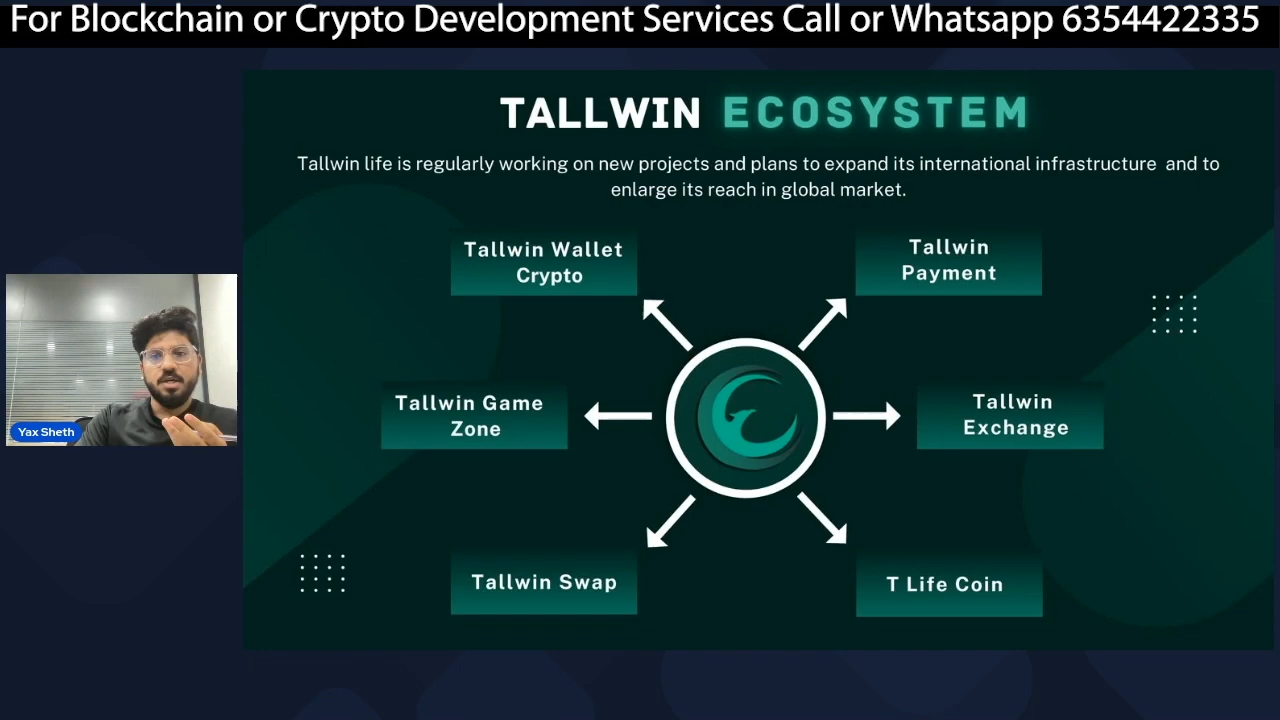 For Blockchain or Crypto Development Services Call or Whatsapp 6354422335
TALLWIN ECOSYSTEM
Tallwin life is regularly working on new projects and plans to expand its international infrastructure and to
enlarge its reach in global market.
Tallwin Wallet
Crypto
Tallwin
Payment
Tallwin Game
Zone
Tallwin
Exchange
Tallwin Swap
T Life Coin
Yax Sheth